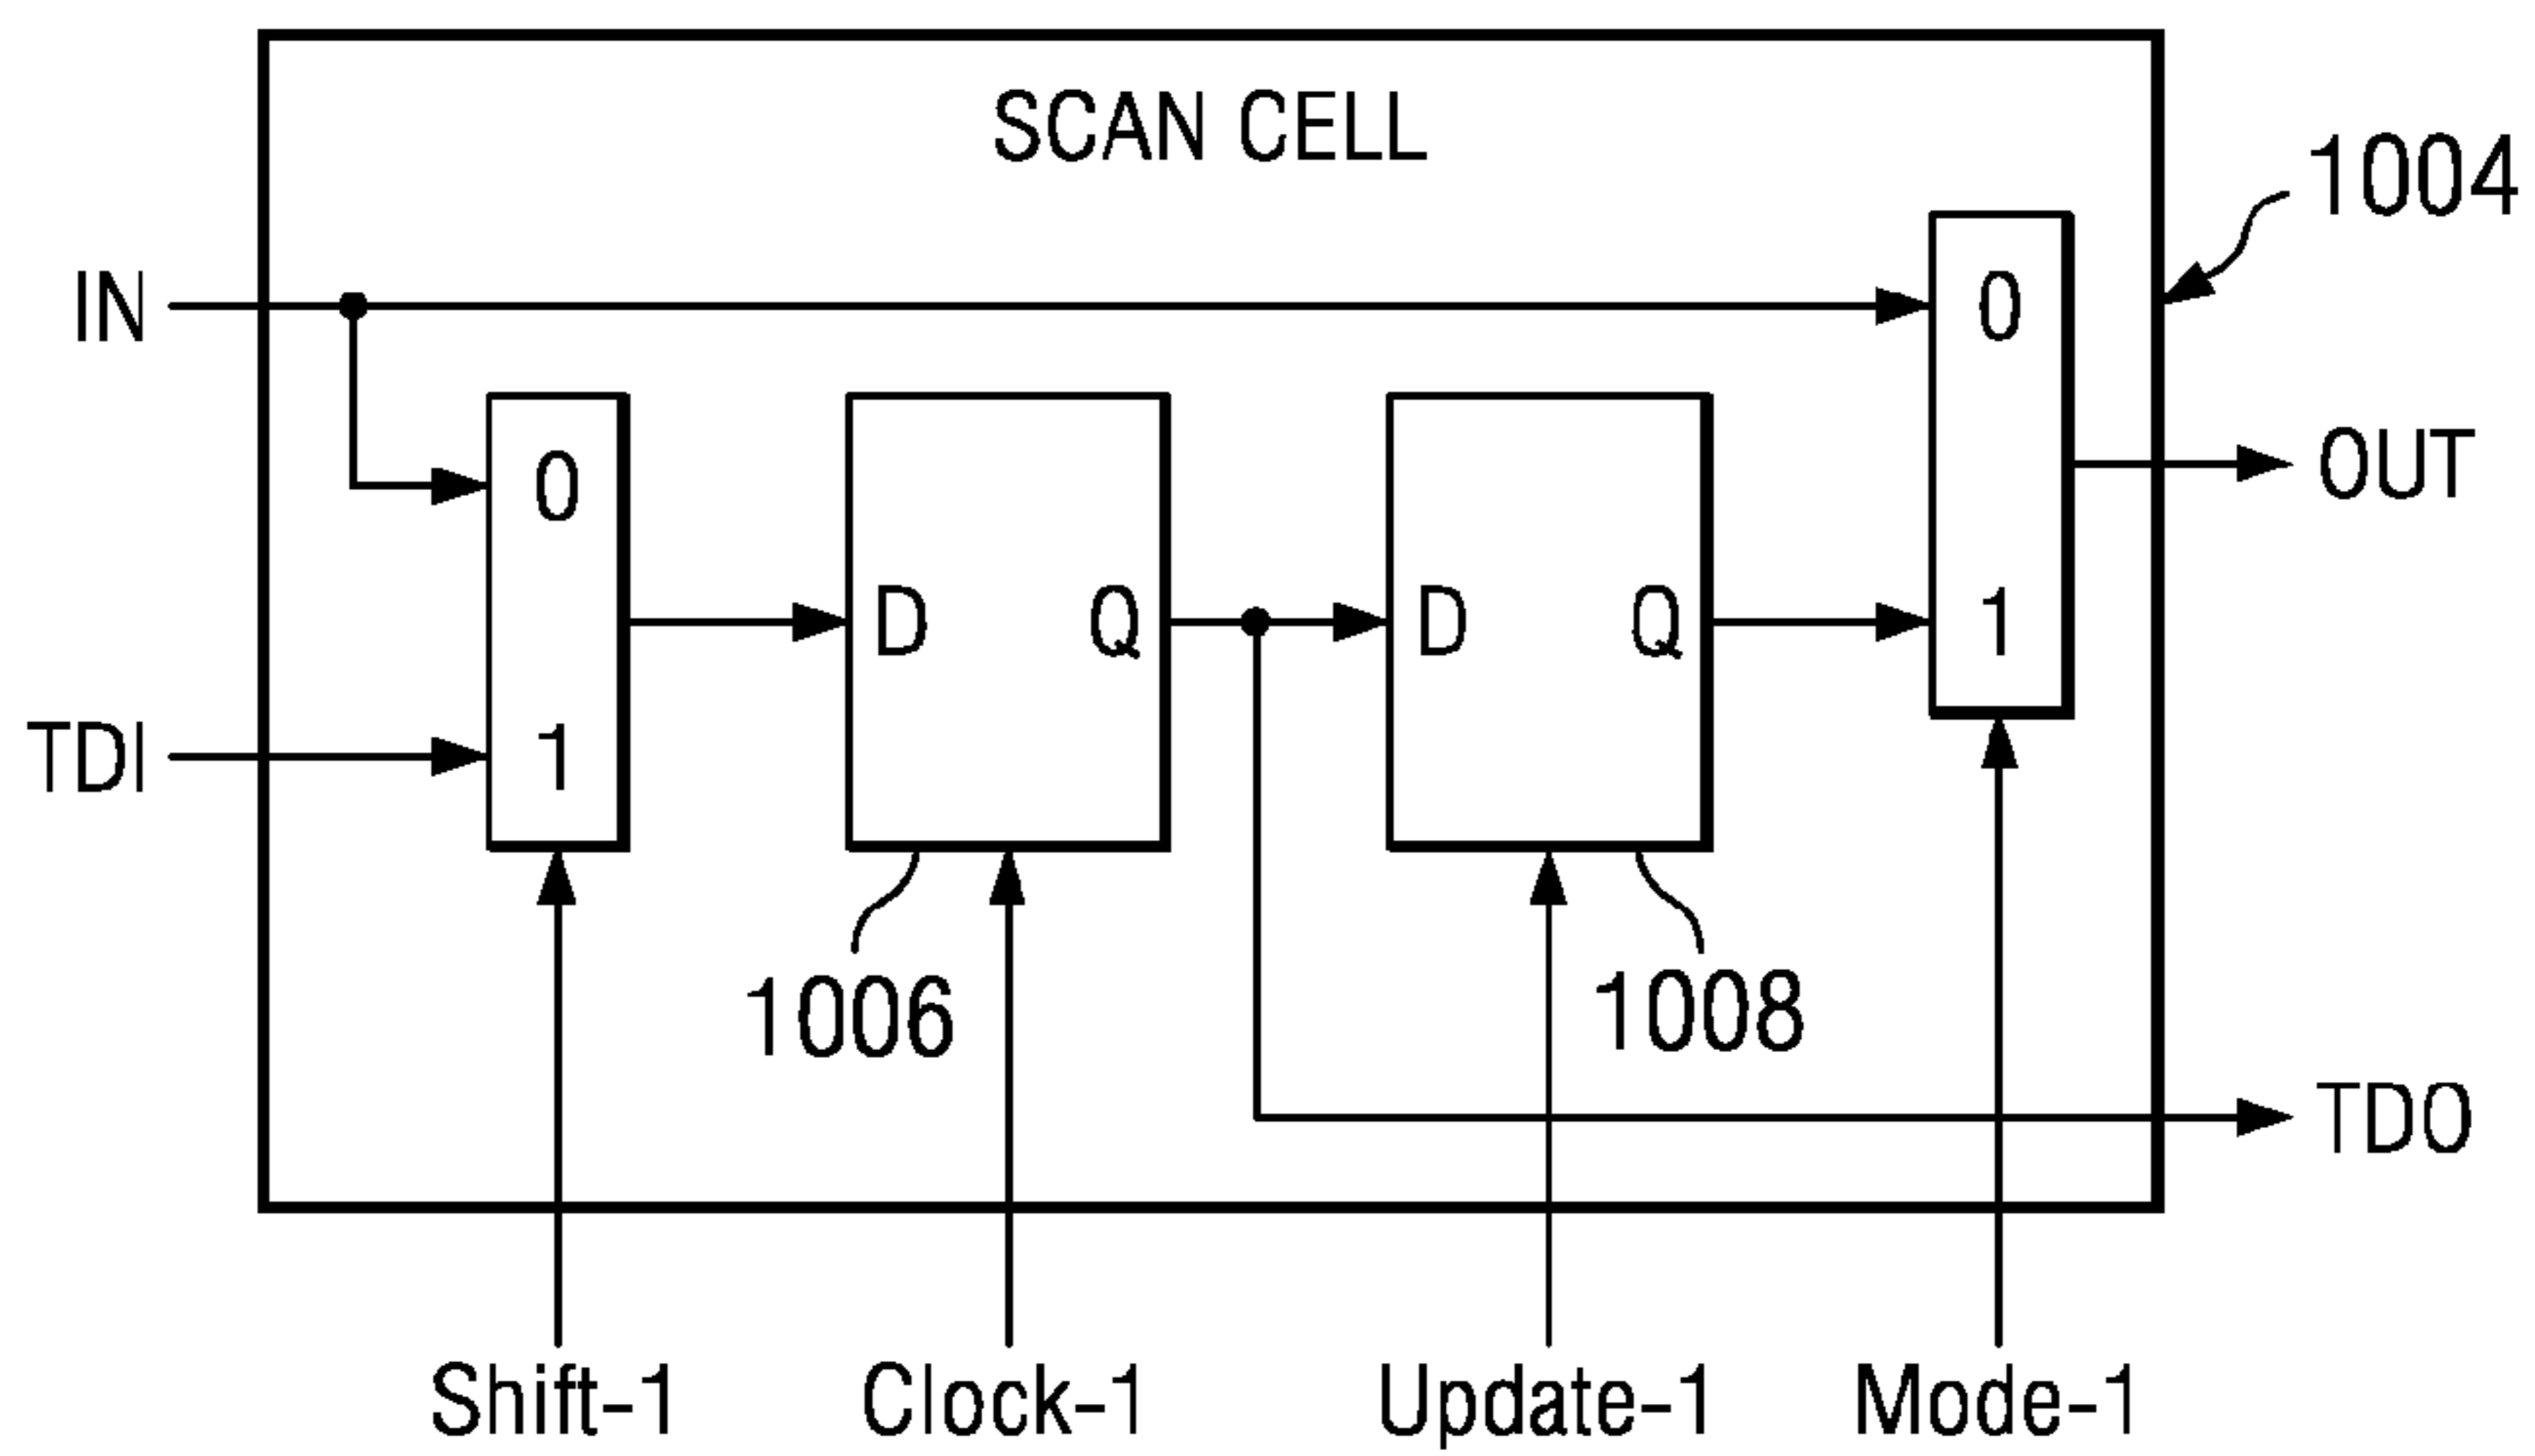 SCAN CELL
1004
IN
0
OUT
0
D Q D Q
1
TDI
1
1006
1008
TDO
Shift-1 Clock-1 Update-1 Mode-1